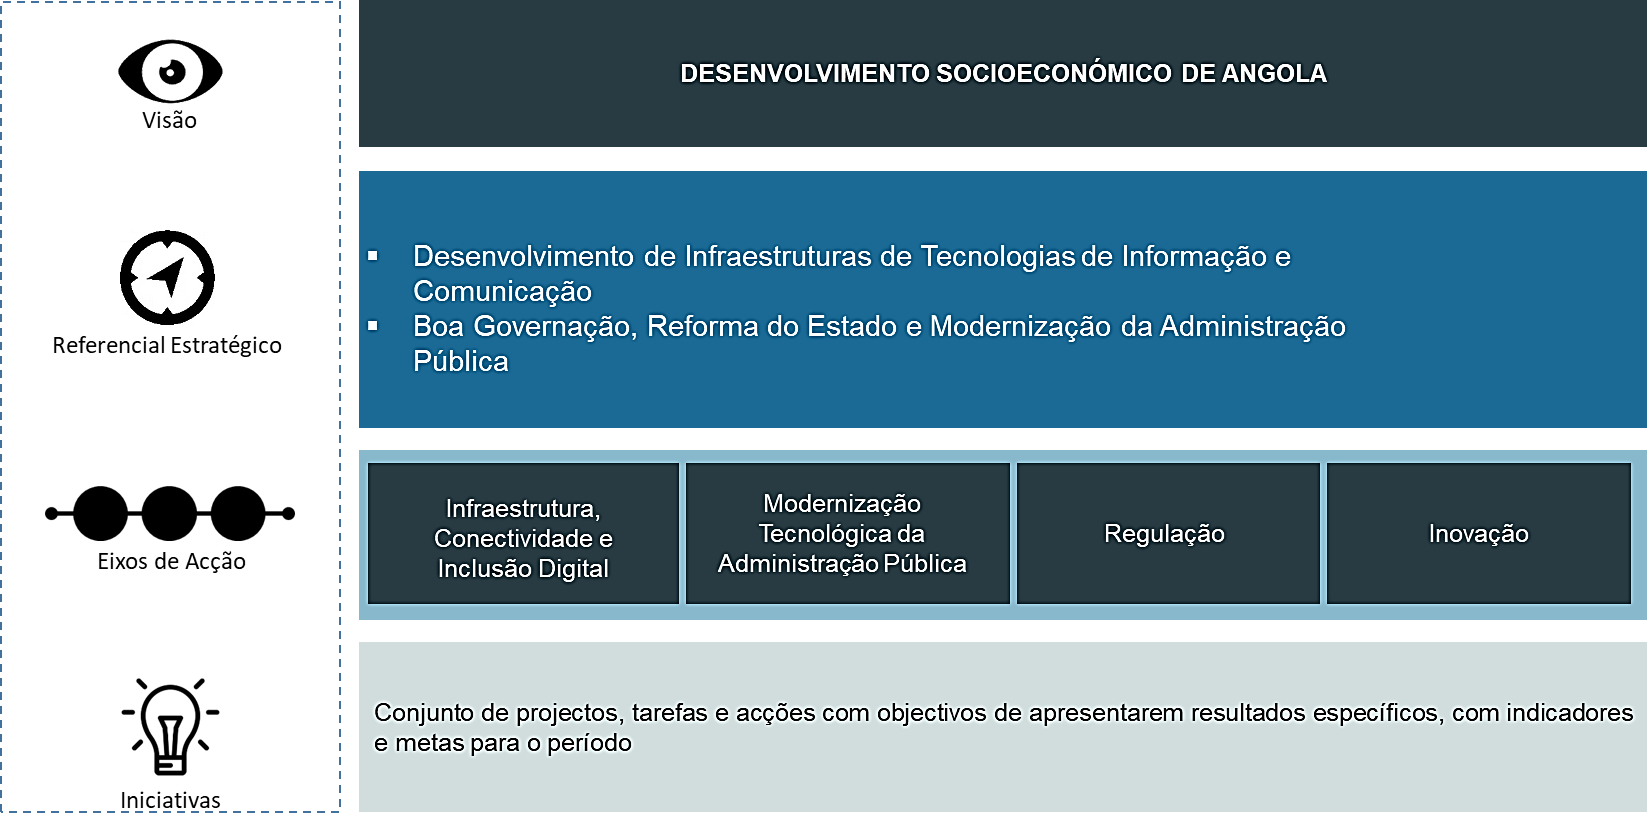 Visão
DESENVOLVIMENTO SOCIOECONÓMICO DE ANGOLA
Referencial Estratégico
▪ Desenvolvimento de Infraestruturas de Tecnologias de Informação e
Comunicação
▪ Boa Governação, Reforma do Estado e Modernização da Administração
Pública
Eixos de Acção
Infraestrutura,
Conectividade e
Inclusão Digital
Modernização
Tecnológica da
Administração Pública
Regulação
Inovação
Iniciativas
Conjunto de projectos, tarefas e acções com objectivos de apresentarem resultados específicos, com indicadores
e metas para o período